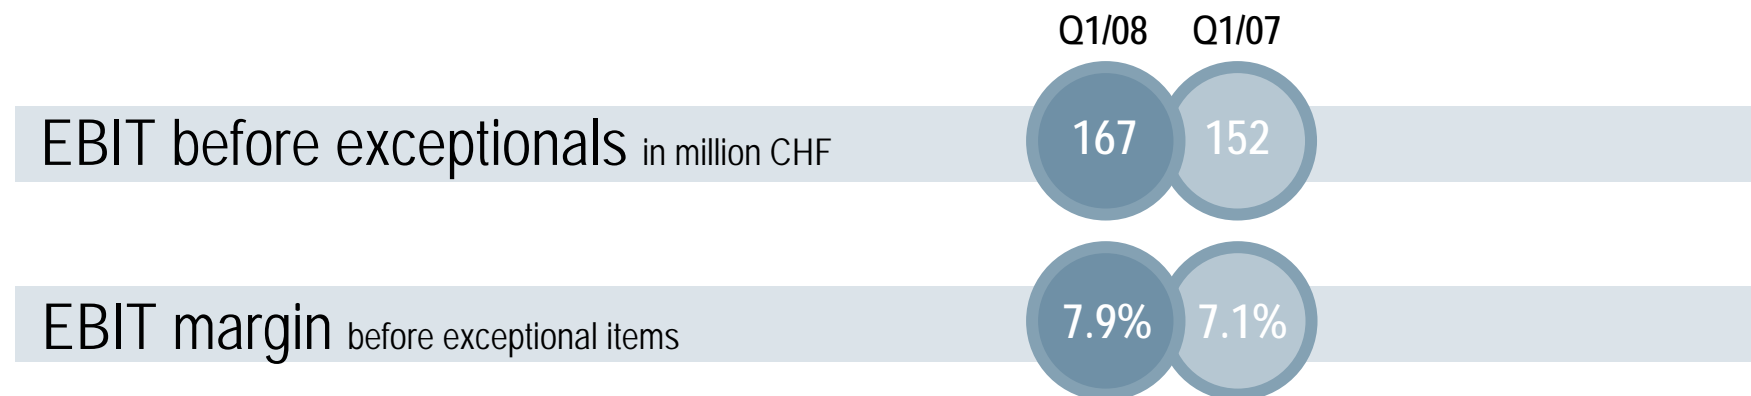 Q1/08 Q1/07
EBIT before exceptionals in million CHF 167 152
EBIT margin before exceptional items 7.9% 7.1%